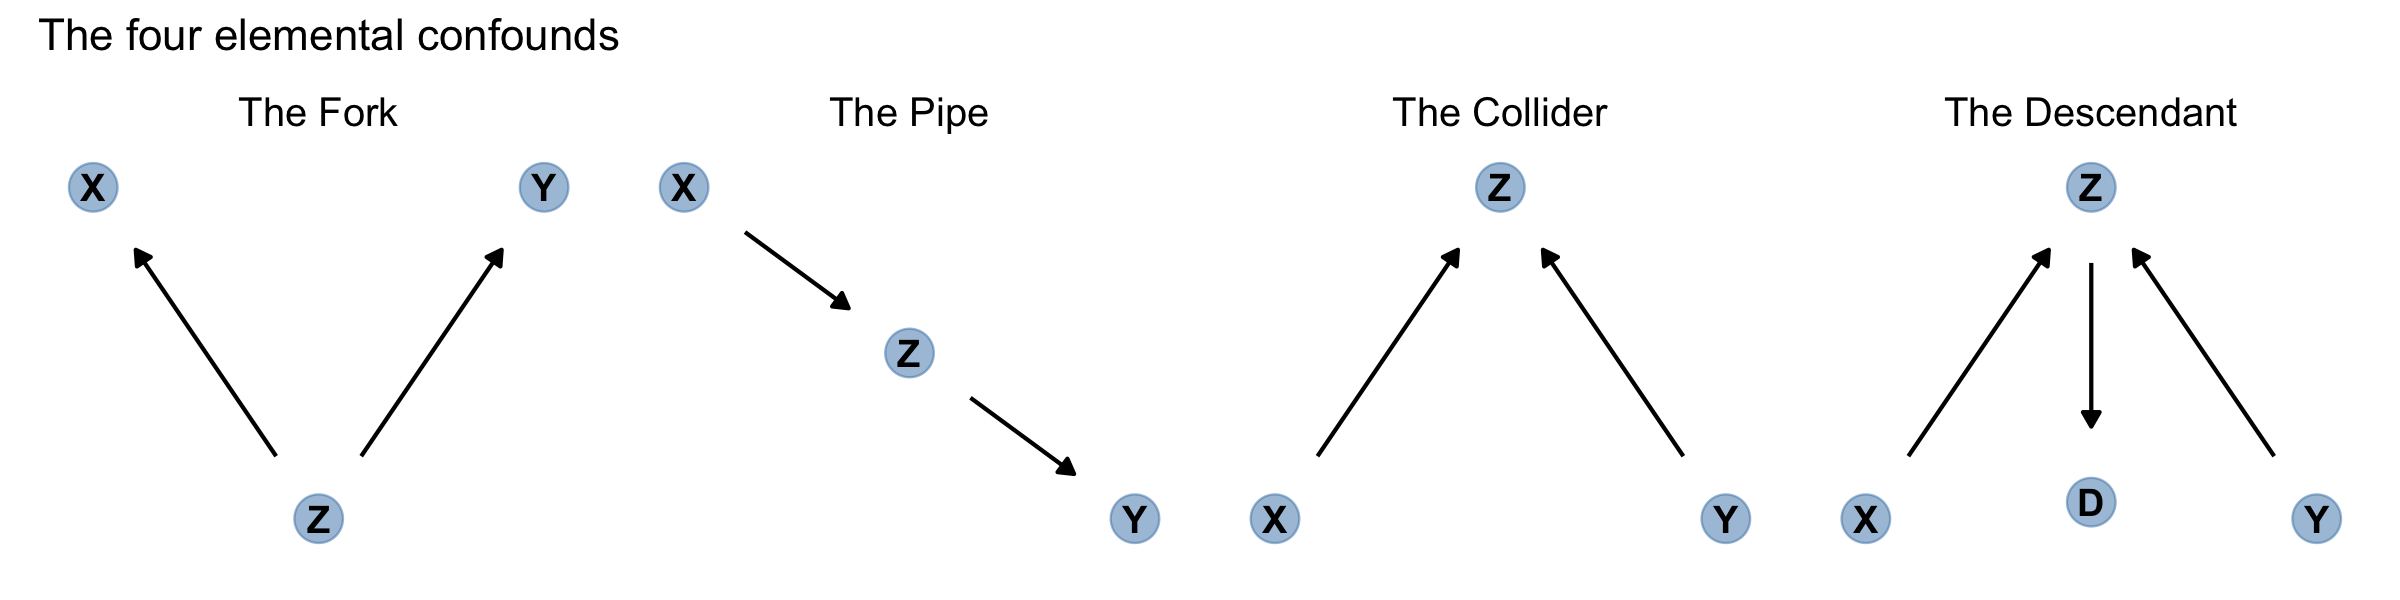 The four elemental confounds
The Fork
X
Y
Z
The Pipe
X
Z
Y
The Collider
Z
X
Y
The Descendant
Z
X
D
Y